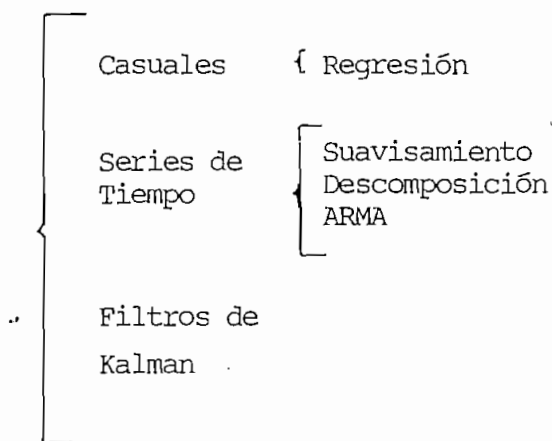 Casuales { Regresión
Series de
Tiempo
Suavisamiento
Descomposición
ARMA
Filtros de
Kalman